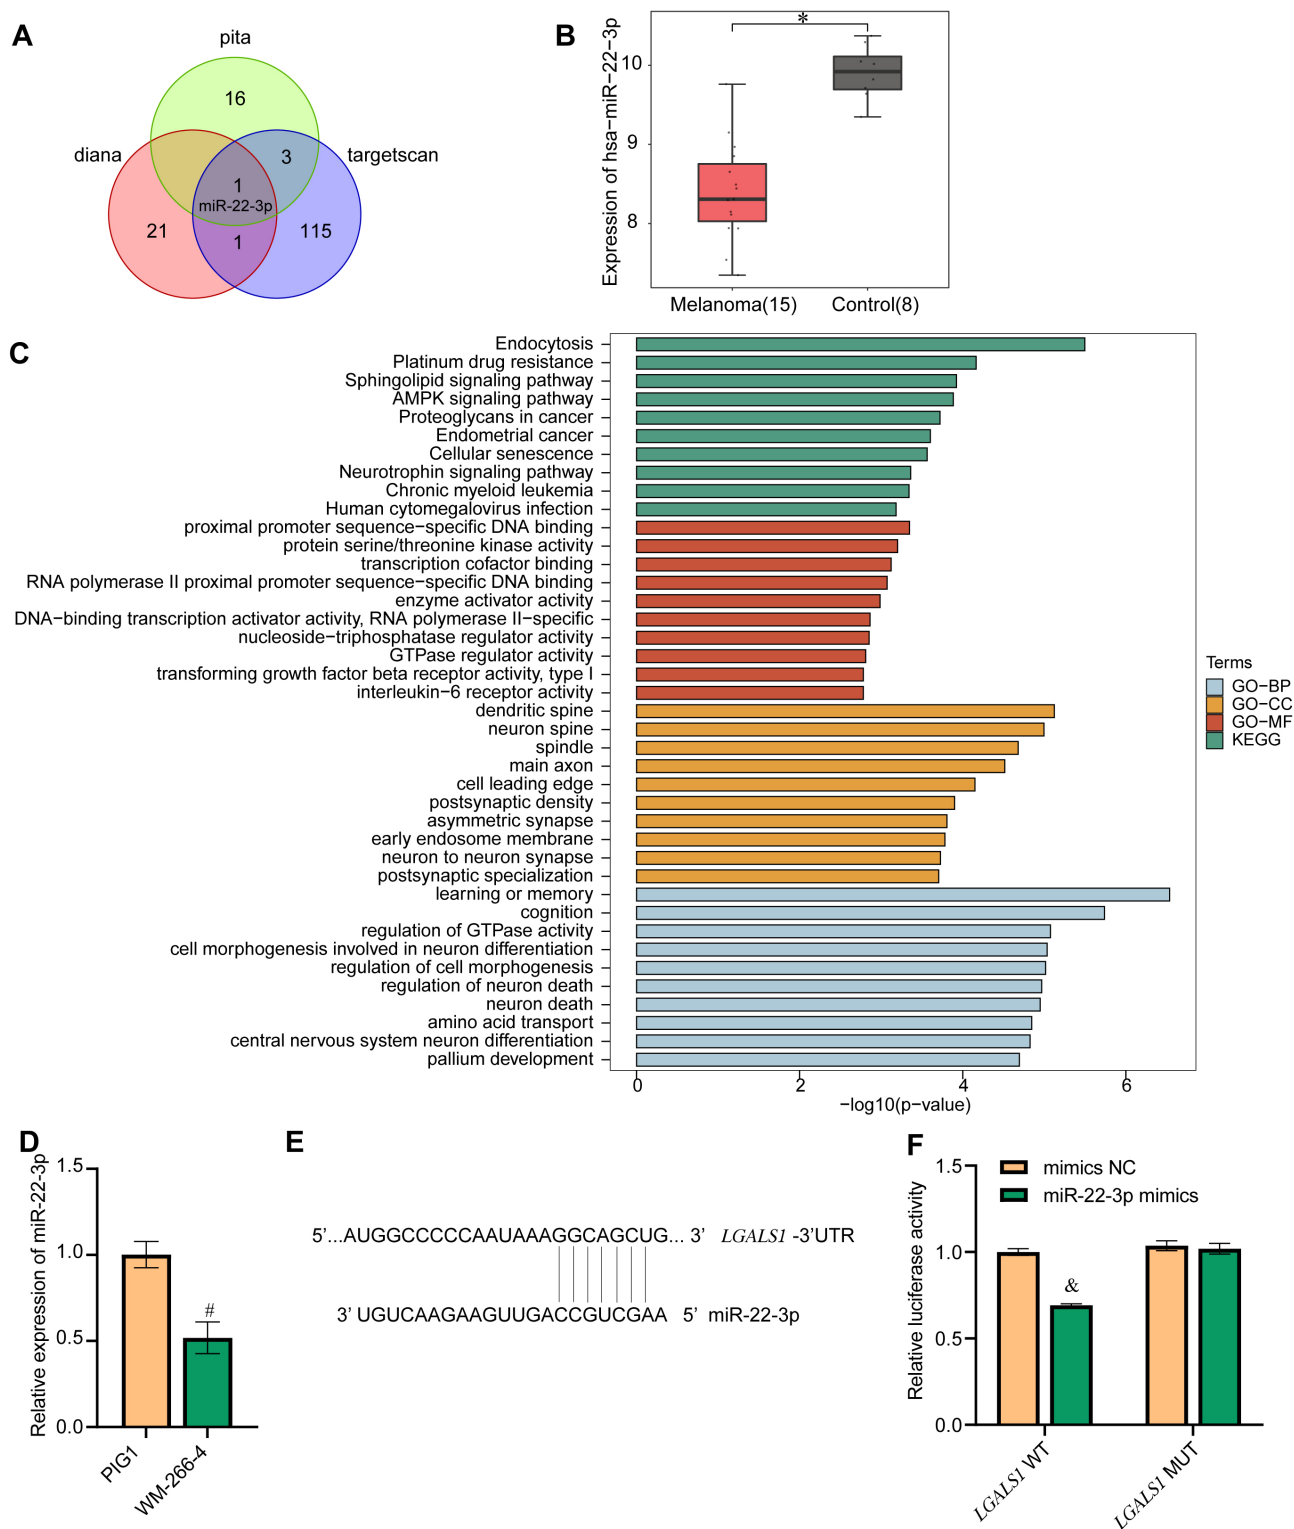 A
pita
16
diana
3
targetscan
1
miR-22-3p
21
1
115
B
Expression of hsa−miR−22−3p
*
10
9
8
Melanoma(15)
Control(8)
C
Endocytosis
Platinum drug resistance
Sphingolipid signaling pathway
AMPK signaling pathway
Proteoglycans in cancer
Endometrial cancer
Cellular senescence
Neurotrophin signaling pathway
Chronic myeloid leukemia
Human cytomegalovirus infection
proximal promoter sequence−specific DNA binding
protein serine/threonine kinase activity
transcription cofactor binding
RNA polymerase II proximal promoter sequence−specific DNA binding
enzyme activator activity
DNA−binding transcription activator activity, RNA polymerase II−specific
nucleoside−triphosphatase regulator activity
GTPase regulator activity
transforming growth factor beta receptor activity, type I
interleukin−6 receptor activity
dendritic spine
neuron spine
spindle
main axon
cell leading edge
postsynaptic density
asymmetric synapse
early endosome membrane
neuron to neuron synapse
postsynaptic specialization
learning or memory
cognition
regulation of GTPase activity
cell morphogenesis involved in neuron differentiation
regulation of cell morphogenesis
regulation of neuron death
neuron death
amino acid transport
central nervous system neuron differentiation
pallium development
0 2 4 6
−log10(p−value)
Terms
GO−BP
GO−CC
GO−MF
KEGG
D
Relative expression of miR-22-3p
1.5
1.0
0.5
0.0
#
PIG1
WM-266-4
E
5’...AUGGCCCCCAAUAAAGGCAGCUG... 3’ LGALS1 -3’UTR
3’ UGUCAAGAAGUUGACCGUCGAA 5’ miR-22-3p
F
Relative luciferase activity
1.5
1.0
0.5
0.0
mimics NC
miR-22-3p mimics
&
LGALS1 WT
LGALS1 MUT